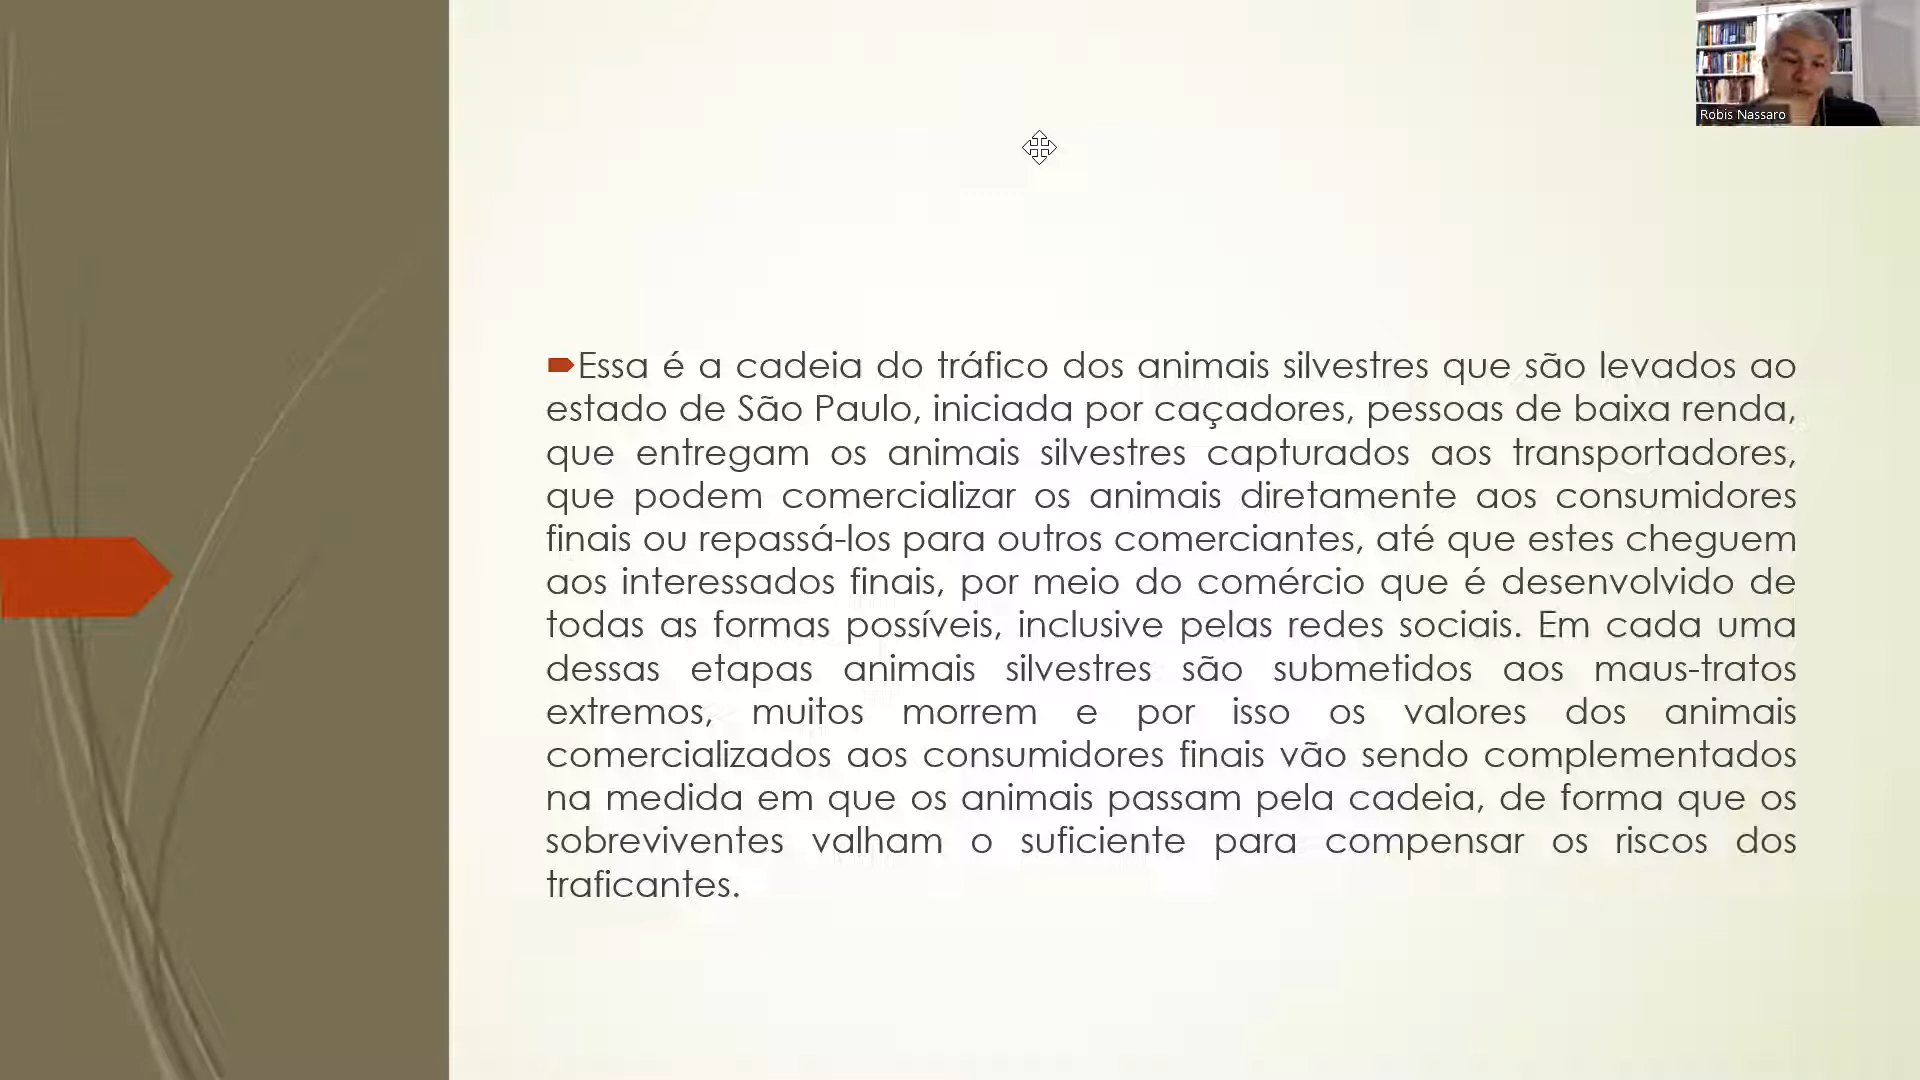 Robis Nassaro
Essa é a cadeia do tráfico dos animais silvestres que são levados ao
estado de São Paulo, iniciada por caçadores, pessoas de baixa renda,
que entregam os animais silvestres capturados aos transportadores,
que podem comercializar os animais diretamente aos consumidores
finais ou repassá-los para outros comerciantes, até que estes cheguem
aos interessados finais, por meio do comércio que é desenvolvido de
todas as formas possíveis, inclusive pelas redes sociais. Em cada uma
dessas etapas animais silvestres são submetidos aos maus-tratos
extremos, muitos morrem e por isso os valores dos animais
comercializados aos consumidores finais vão sendo complementados
na medida em que os animais passam pela cadeia, de forma que os
sobreviventes valham o suficiente para compensar os riscos dos
traficantes.